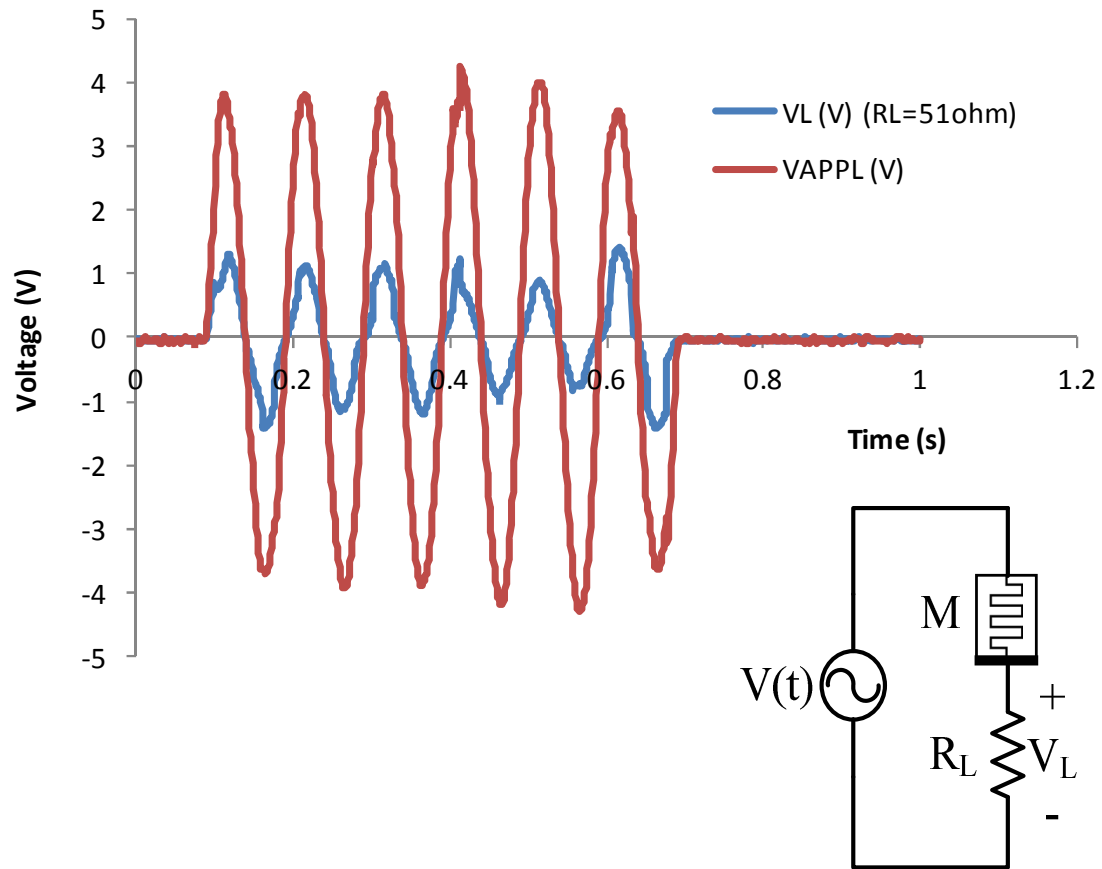 5
4
3
2
1
0
-1
-2
-3
-4
-5
Voltage (V)
0
0.2
0.4
0.6
0.8
1
1.2
Time (s)
VL (V) (RL=51ohm)
VAPPL (V)
V(t)
M
+
RL
VL
-